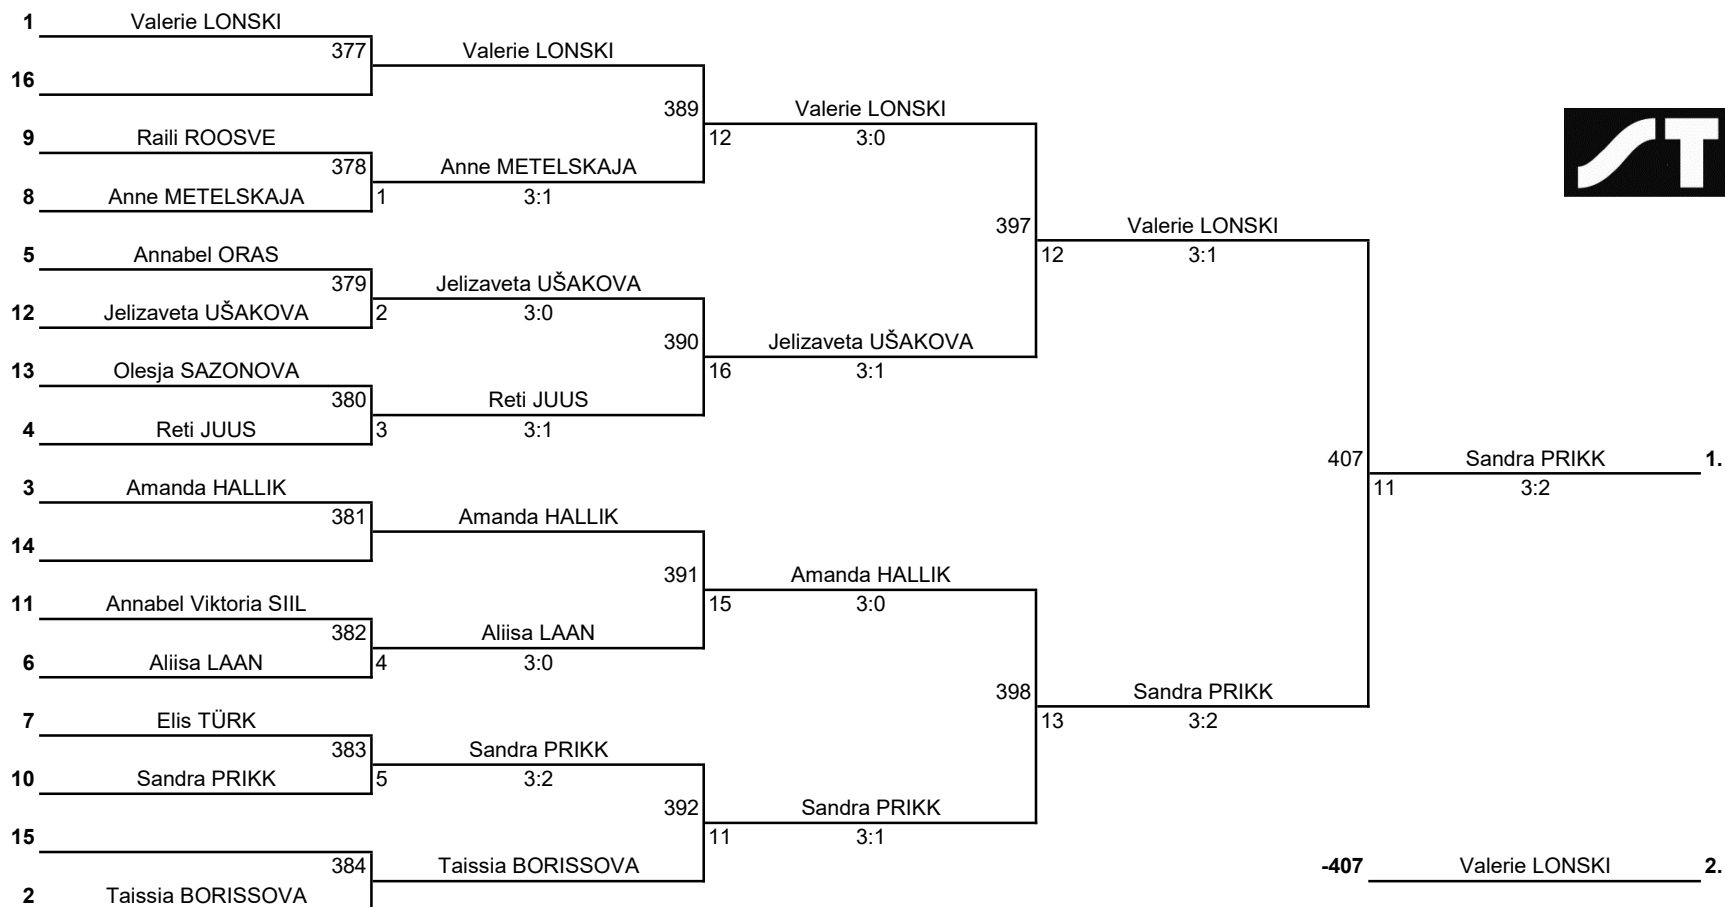 1 Valerie LONSKI
377 Valerie LONSKI
16
389 Valerie LONSKI
9 Raili ROOSVE
12 3:0
378 Anne METELSKAJA
8 Anne METELSKAJA 1 3:1
ST
397 Valerie LONSKI
5 Annabel ORAS
12 3:1
379 Jelizaveta UŠAKOVA
12 Jelizaveta UŠAKOVA 2 3:0
390 Jelizaveta UŠAKOVA
13 Olesja SAZONOVA
16 3:1
380 Reti JUUS
4 Reti JUUS 3 3:1
407 Sandra PRIKK 1.
3 Amanda HALLIK
11 3:2
381 Amanda HALLIK
14
391 Amanda HALLIK
11 Annabel Viktoria SIIL
15 3:0
382 Aliisa LAAN
6 Aliisa LAAN 4 3:0
398 Sandra PRIKK
7 Elis TÜRK
13 3:2
383 Sandra PRIKK
10 Sandra PRIKK 5 3:2
392 Sandra PRIKK
15
11 3:1
384 Taissia BORISSOVA
-407 Valerie LONSKI 2.
2 Taissia BORISSOVA